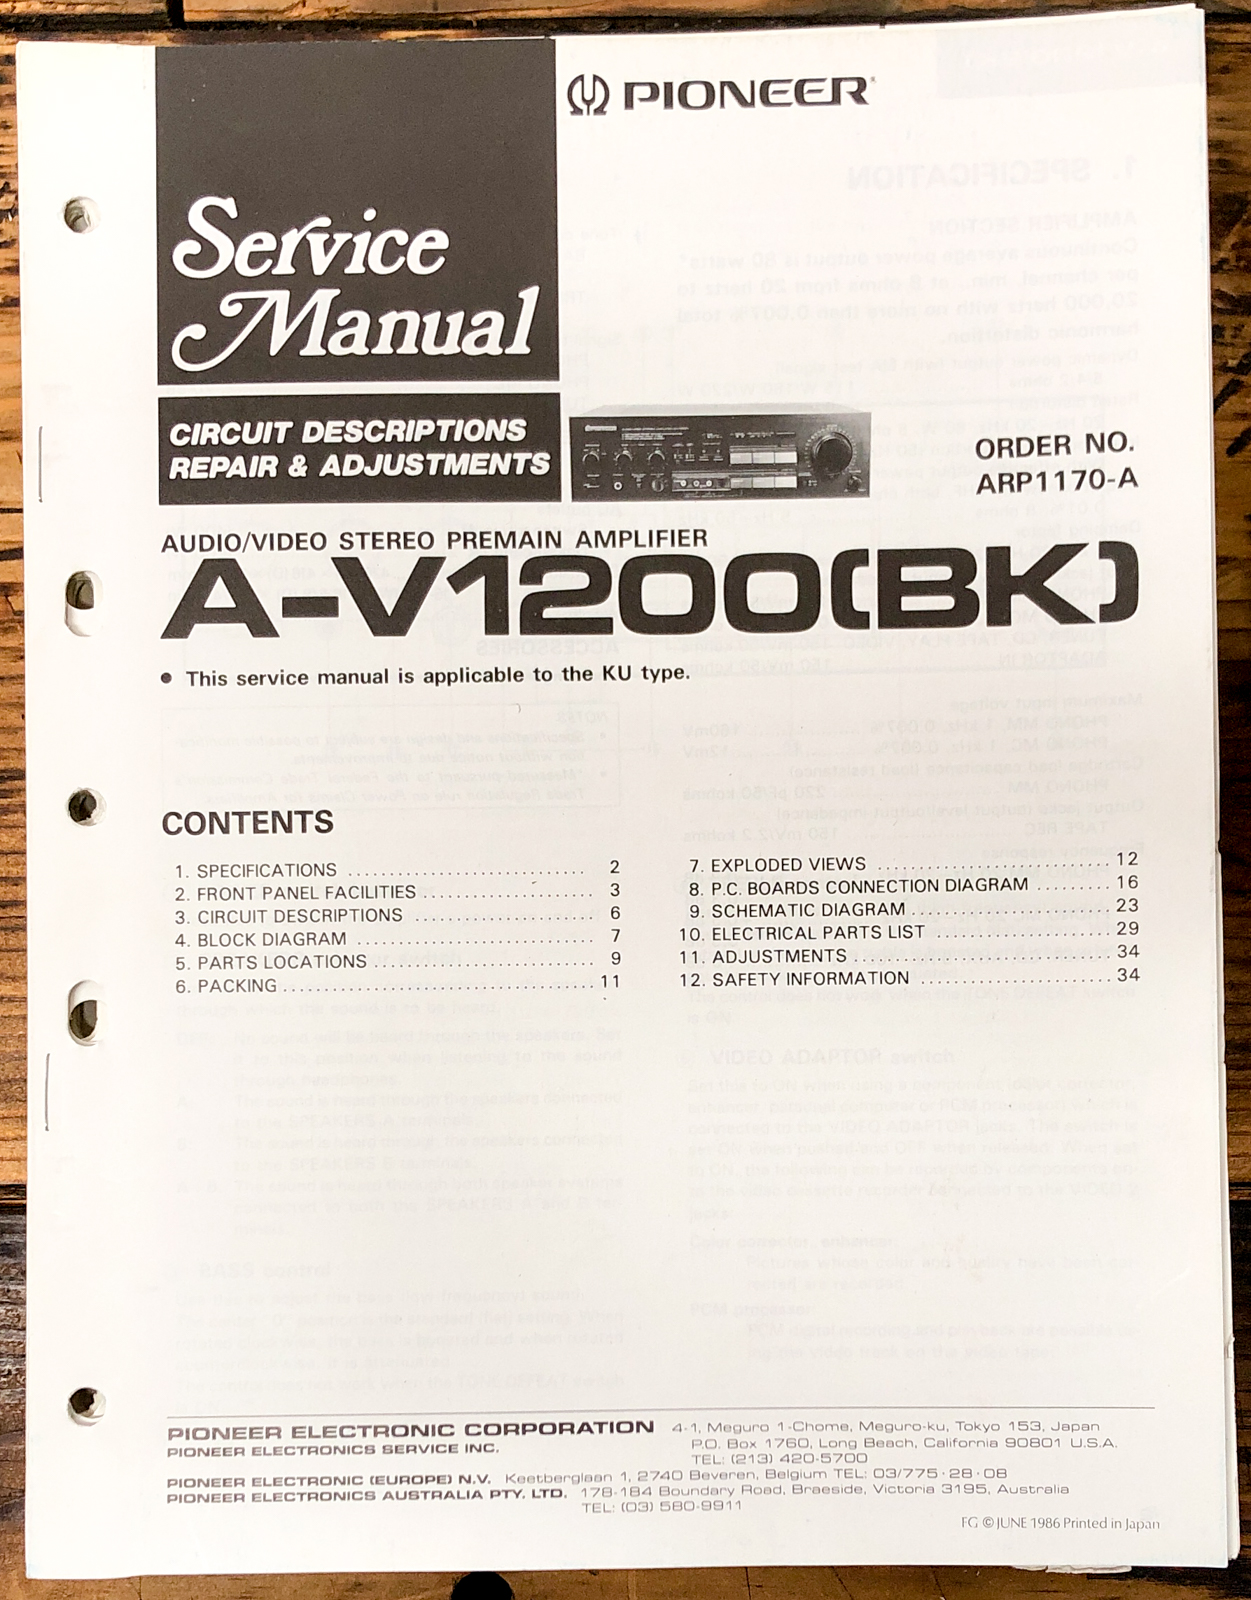 PIONEER
Service
Manual
CIRCUIT DESCRIPTIONS
REPAIR & ADJUSTMENTS
ORDER NO.
ARP1170-A
AUDIO/VIDEO STEREO PREMAIN AMPLIFIER
A-V1200(BK)
● This service manual is applicable to the KU type.
CONTENTS
1. SPECIFICATIONS ........................... 2
2. FRONT PANEL FACILITIES .................. 3
3. CIRCUIT DESCRIPTIONS .................... 6
4. BLOCK DIAGRAM ........................... 7
5. PARTS LOCATIONS ......................... 9
6. PACKING ................................. 11
7. EXPLODED VIEWS .......................... 12
8. P.C. BOARDS CONNECTION DIAGRAM ......... 16
9. SCHEMATIC DIAGRAM ...................... 23
10. ELECTRICAL PARTS LIST ................. 29
11. ADJUSTMENTS ........................... 34
12. SAFETY INFORMATION .................... 34
PIONEER ELECTRONIC CORPORATION 4-1, Meguro 1-Chome, Meguro-ku, Tokyo 153, Japan
PIONEER ELECTRONICS SERVICE INC. P.O. Box 1760, Long Beach, California 90801 U.S.A.
TEL: (213) 420-5700
PIONEER ELECTRONIC (EUROPE) N.V. Keetberglaan 1, 2740 Beveren, Belgium TEL: 03/775·28·08
PIONEER ELECTRONICS AUSTRALIA PTY. LTD. 178-184 Boundary Road, Braeside, Victoria 3195, Australia
TEL: (03) 580-9911
FG © JUNE 1986 Printed in Japan